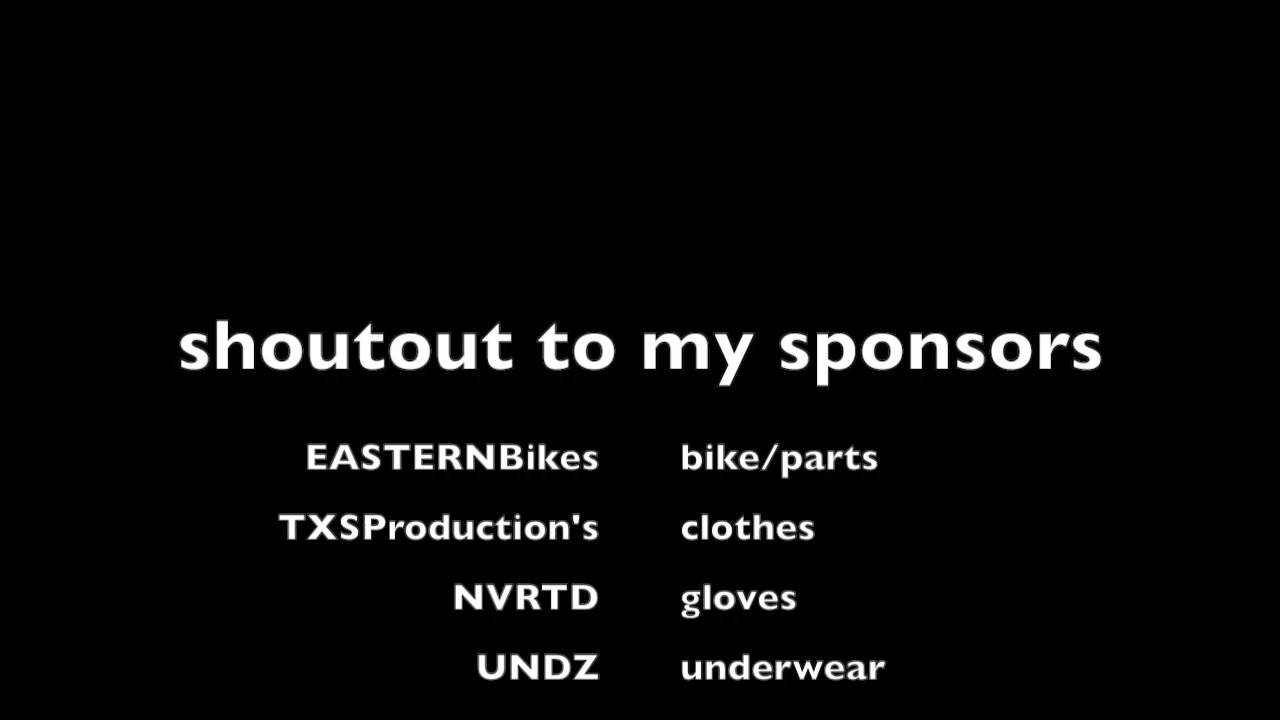 shoutout to my sponsors
EASTERNBikes bike/parts
TXSProduction's clothes
NVRTD gloves
UNDZ underwear